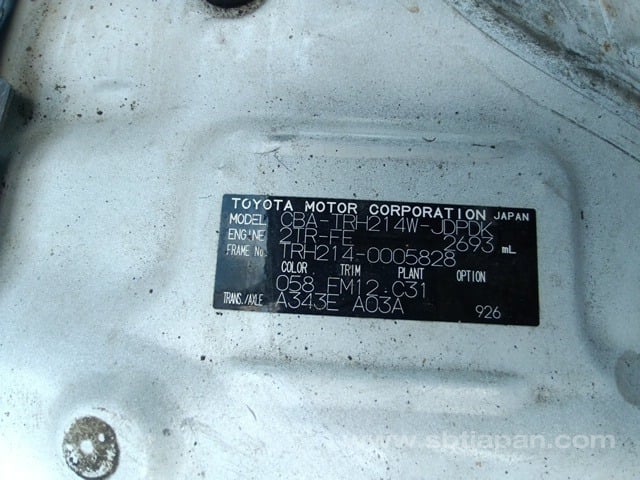 TOYOTA MOTOR CORPORATION JAPAN
MODEL CBA-TRH214W-JDPDK
ENGINE 2TR-FE 2693 mL
FRAME No. TRH214-0005828
COLOR TRIM PLANT OPTION
058 FM12 C31
TRANS./AXLE A343E A03A
926
www.sbtjapan.com